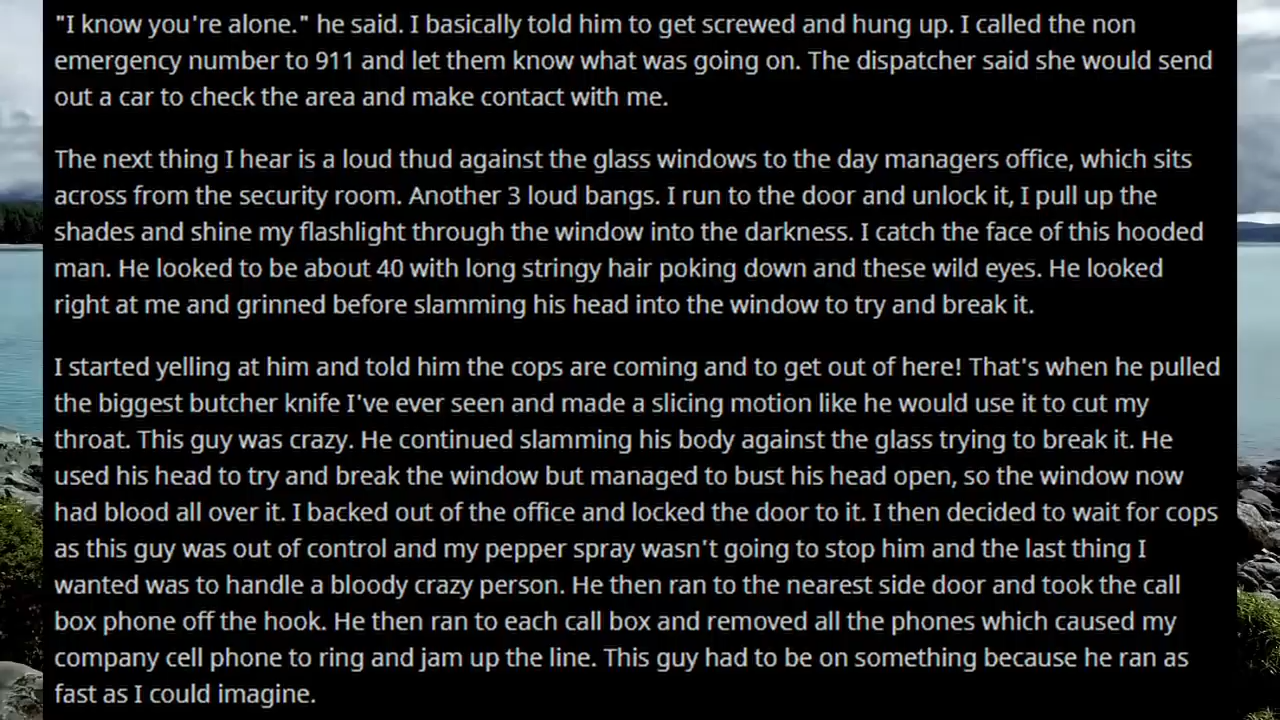 "I know you're alone." he said. I basically told him to get screwed and hung up. I called the non
emergency number to 911 and let them know what was going on. The dispatcher said she would send
out a car to check the area and make contact with me.
The next thing I hear is a loud thud against the glass windows to the day managers office, which sits
across from the security room. Another 3 loud bangs. I run to the door and unlock it, I pull up the
shades and shine my flashlight through the window into the darkness. I catch the face of this hooded
man. He looked to be about 40 with long stringy hair poking down and these wild eyes. He looked
right at me and grinned before slamming his head into the window to try and break it.
I started yelling at him and told him the cops are coming and to get out of here! That's when he pulled
the biggest butcher knife I've ever seen and made a slicing motion like he would use it to cut my
throat. This guy was crazy. He continued slamming his body against the glass trying to break it. He
used his head to try and break the window but managed to bust his head open, so the window now
had blood all over it. I backed out of the office and locked the door to it. I then decided to wait for cops
as this guy was out of control and my pepper spray wasn't going to stop him and the last thing I
wanted was to handle a bloody crazy person. He then ran to the nearest side door and took the call
box phone off the hook. He then ran to each call box and removed all the phones which caused my
company cell phone to ring and jam up the line. This guy had to be on something because he ran as
fast as I could imagine.